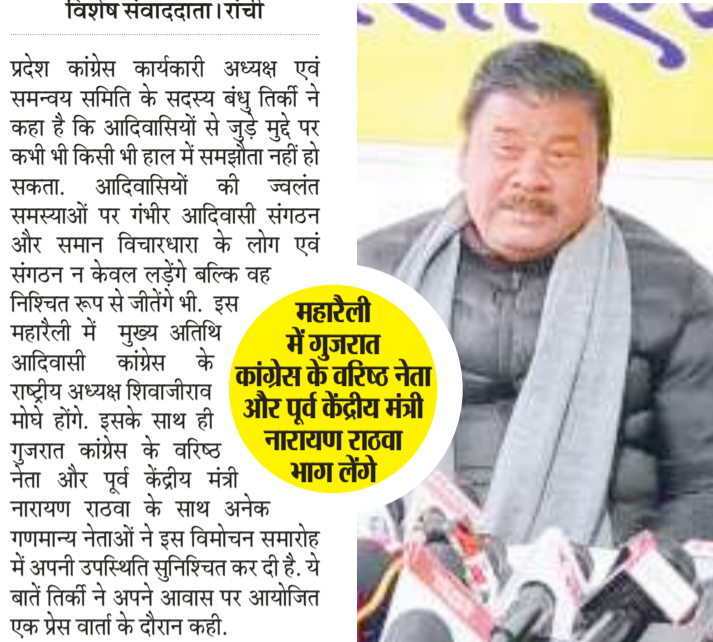 विशेष संवाददाता। रांची
प्रदेश कांग्रेस कार्यकारी अध्यक्ष एवं
समन्वय समिति के सदस्य बंधु तिर्की ने
कहा है कि आदिवासियों से जुड़े मुद्दे पर
कभी भी किसी भी हाल में समझौता नहीं हो
सकता. आदिवासियों की ज्वलंत
समस्याओं पर गंभीर आदिवासी संगठन
और समान विचारधारा के लोग एवं
संगठन न केवल लड़ेंगे बल्कि वह
निश्चित रूप से जीतेंगे भी. इस
महारैली में मुख्य अतिथि
आदिवासी कांग्रेस के
राष्ट्रीय अध्यक्ष शिवाजीराव
मोघे होंगे. इसके साथ ही
गुजरात कांग्रेस के वरिष्ठ
नेता और पूर्व केंद्रीय मंत्री
नारायण राठवा के साथ अनेक
गणमान्य नेताओं ने इस विमोचन समारोह
में अपनी उपस्थिति सुनिश्चित कर दी है. ये
बातें तिर्की ने अपने आवास पर आयोजित
एक प्रेस वार्ता के दौरान कही.
महारैली
में गुजरात
कांग्रेस के वरिष्ठ नेता
और पूर्व केंद्रीय मंत्री
नारायण राठवा
भाग लेंगे